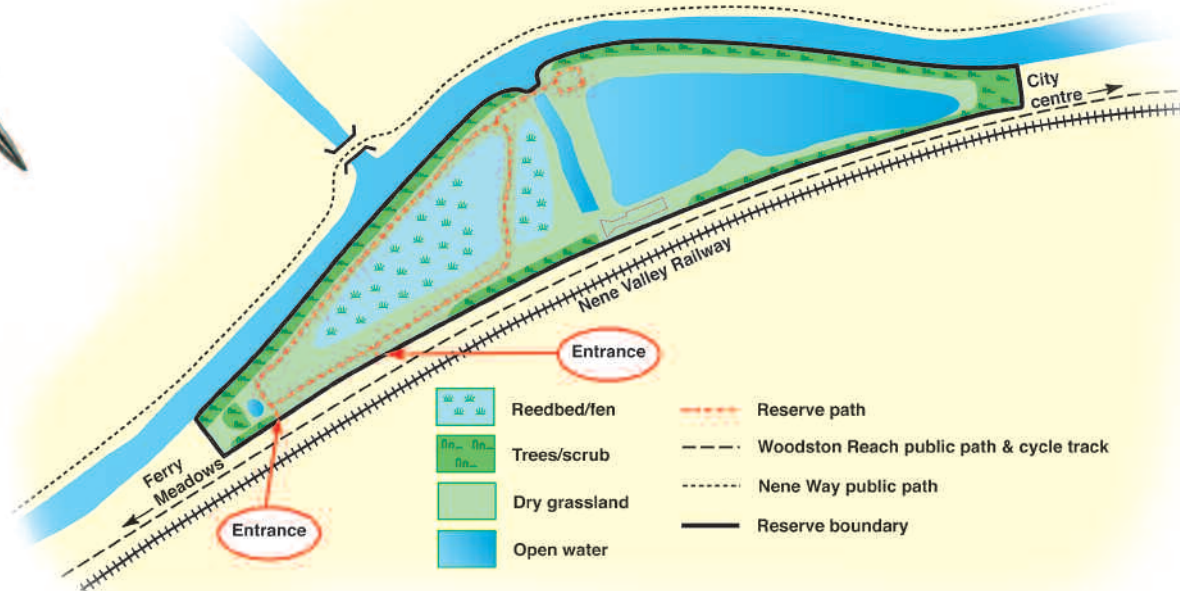 City
centre
Nene Valley Railway
Entrance
Ferry
Meadows
Entrance
Reedbed/fen
Trees/scrub
Dry grassland
Open water
Reserve path
Woodston Reach public path & cycle track
Nene Way public path
Reserve boundary